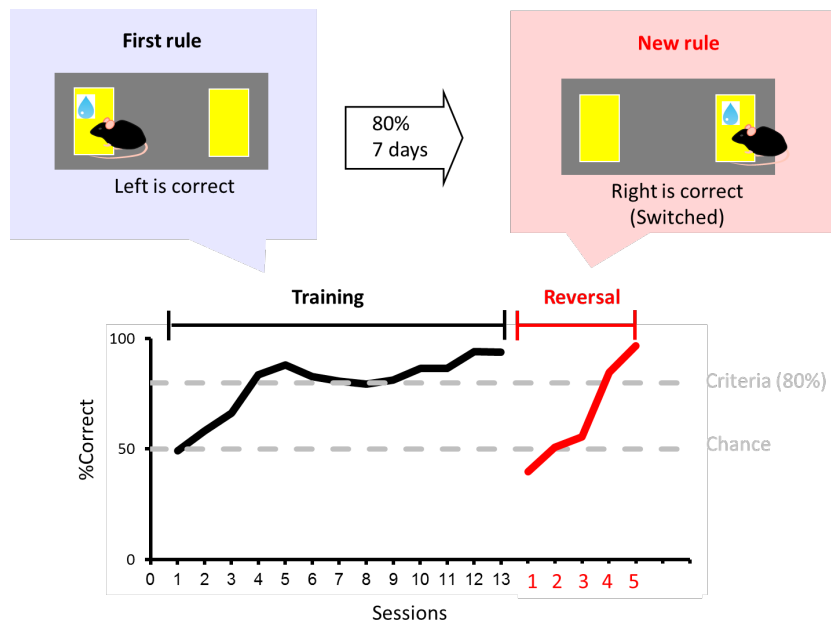 First rule
Left is correct
80%
7 days
New rule
Right is correct
(Switched)
Training
Reversal
100
50
0
%Correct
Criteria (80%)
Chance
0 1 2 3 4 5 6 7 8 9 10 11 12 13 1 2 3 4 5
Sessions